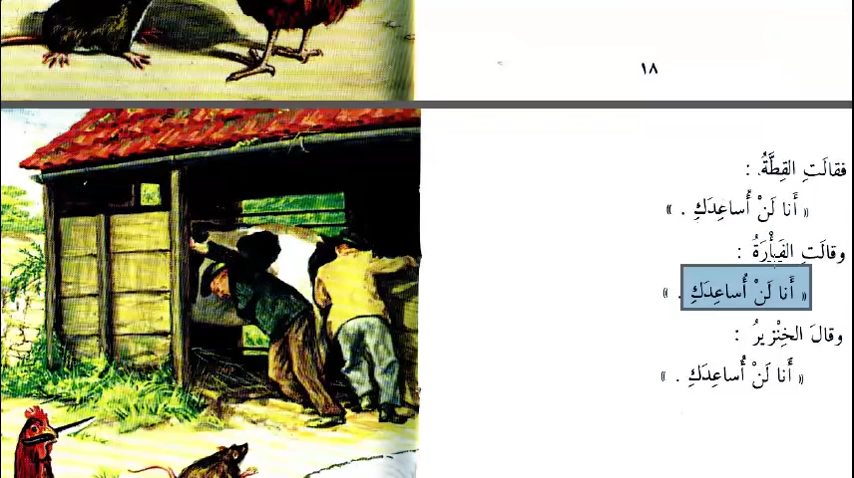 ١٨
فقالَتِ القِطَّةُ :
« أَنا لَنْ أُساعِدَكِ . »
وقالَتِ الفَأْرَةُ :
« أَنا لَنْ أُساعِدَكِ . »
وقالَ الخِنْزيرُ :
« أَنا لَنْ أُساعِدَكِ . »